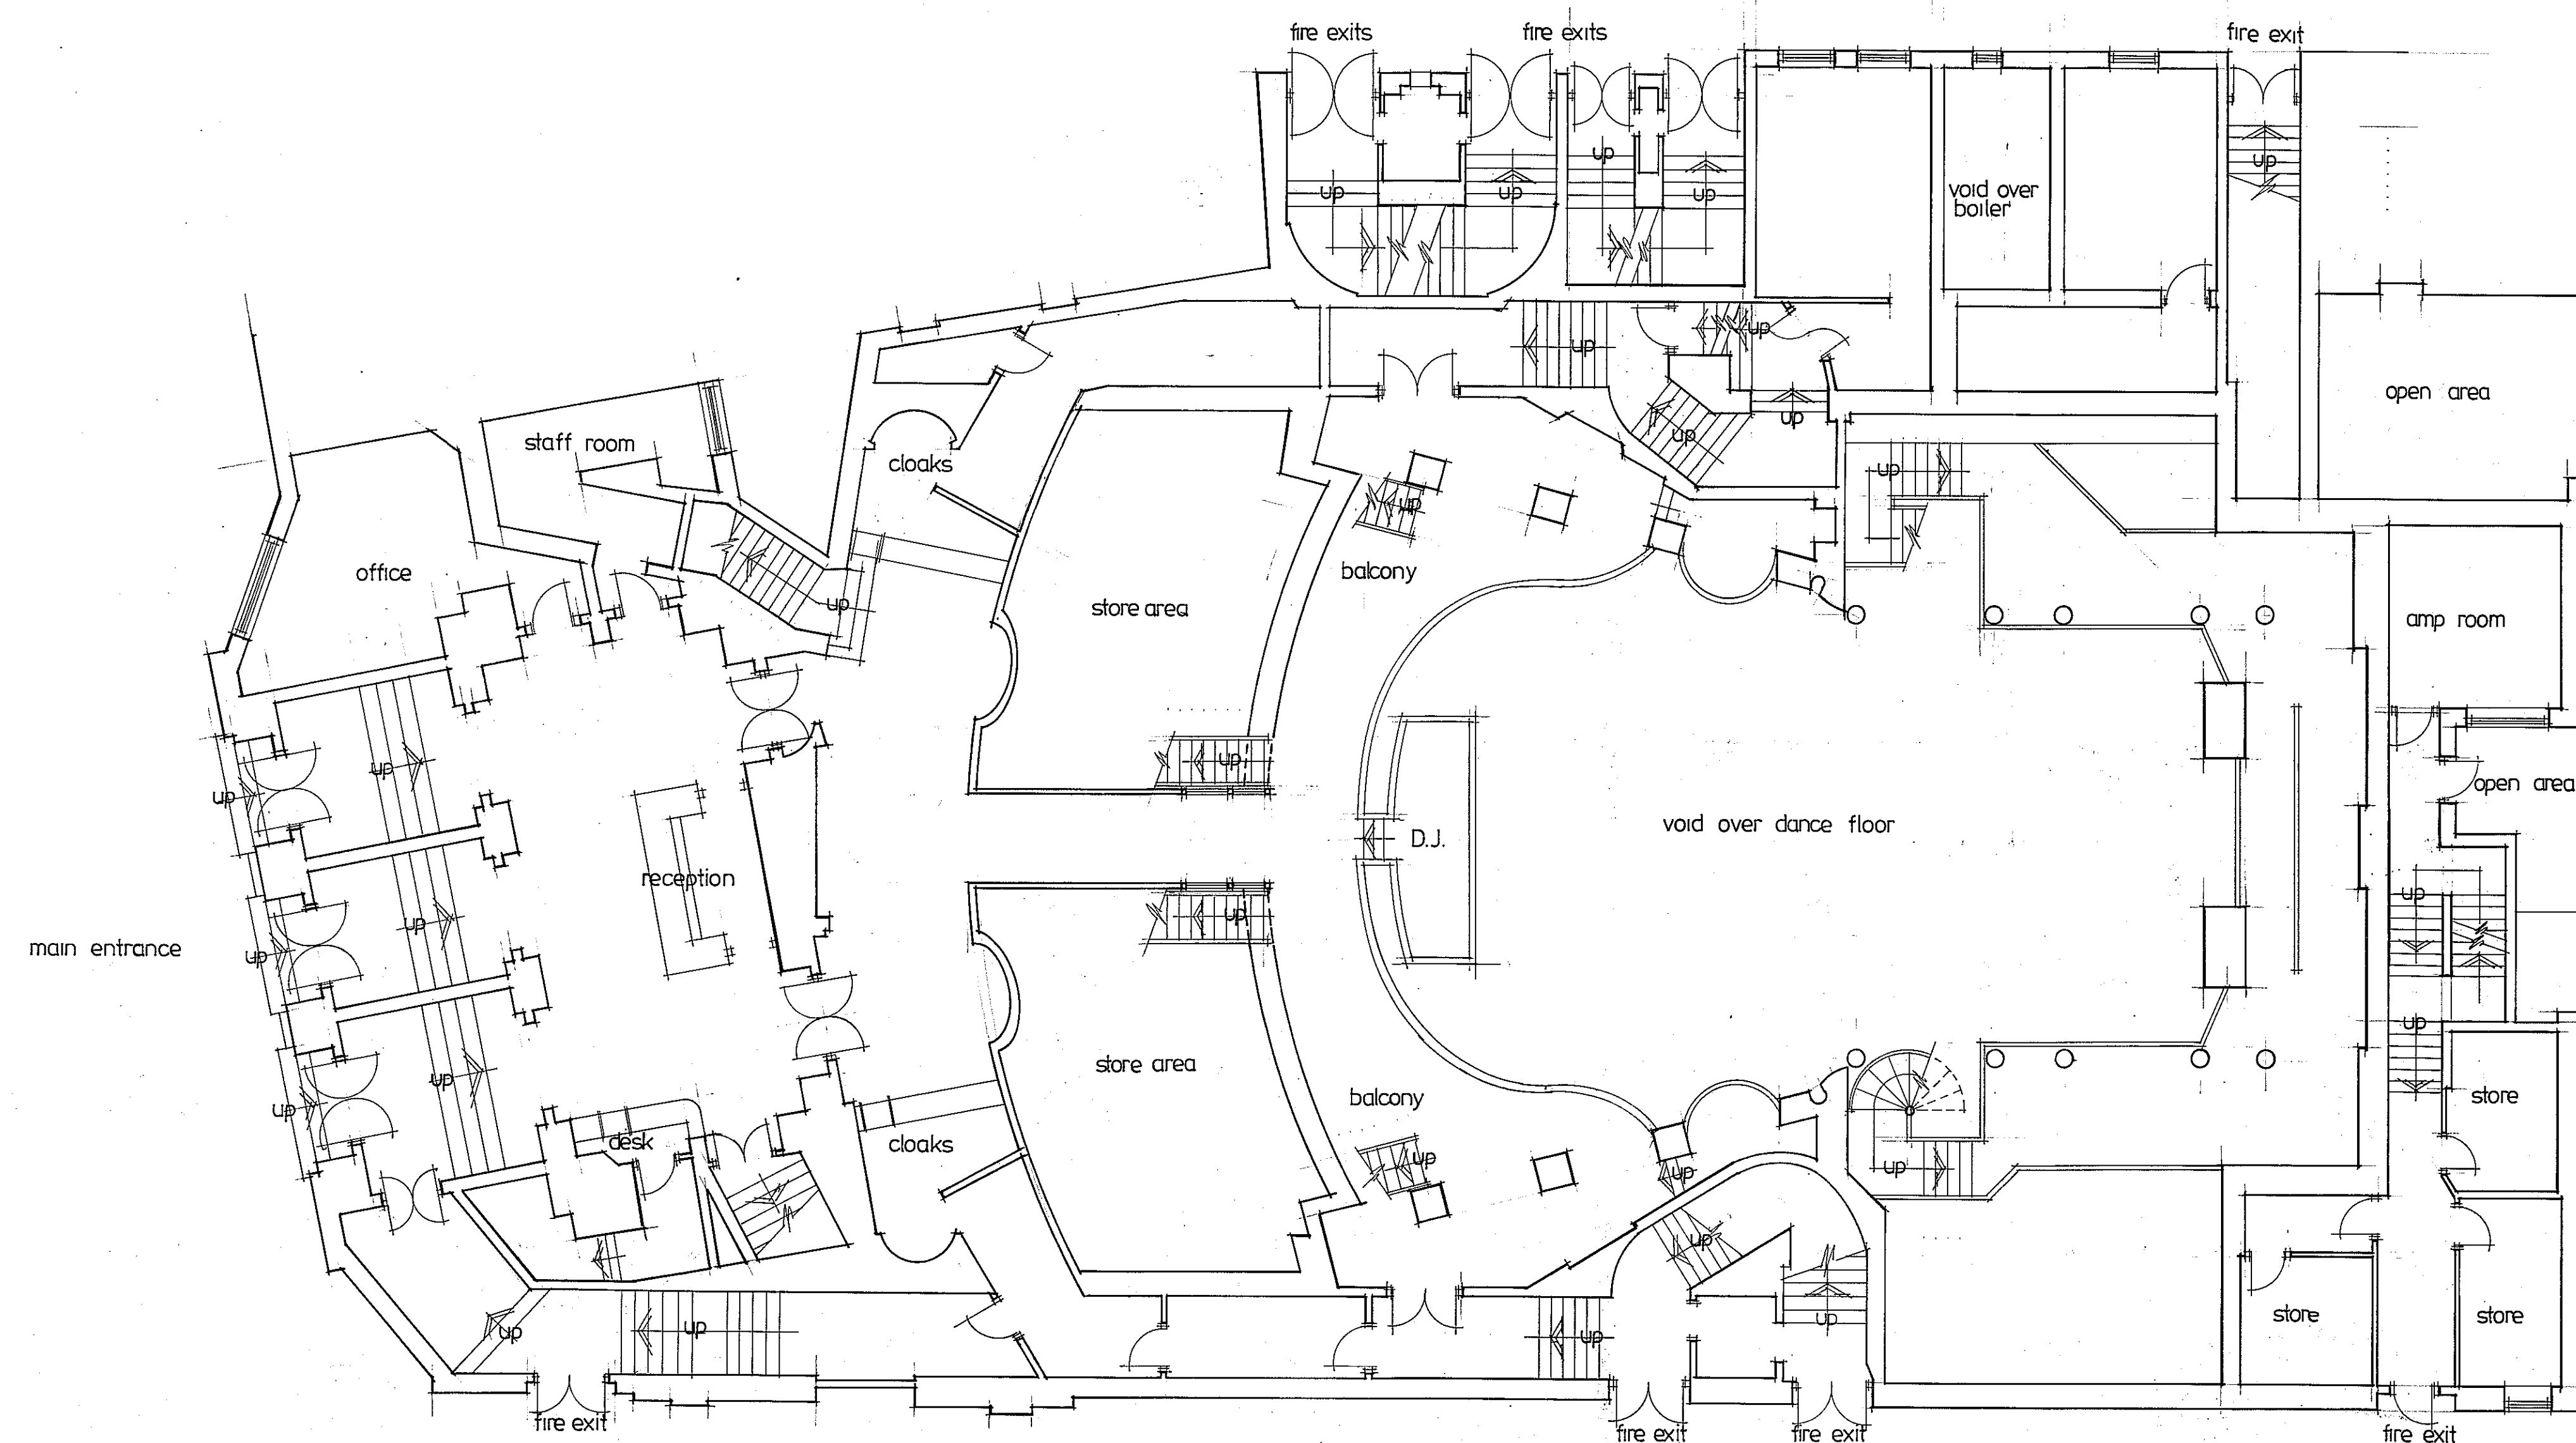 fire exits
fire exits
fire exit
up
up
up
up
up
void over
boiler
up
up
open area
staff room
cloaks
up
up
up
up
office
up
balcony
store area
amp room
up
up
up
up
open area
void over dance floor
D.J.
reception
up
up
up
main entrance
up
up
up
up
store area
store
balcony
desk
cloaks
up
up
up
up
up
up
up
up
store
store
fire exit
fire exit
fire exit
fire exit